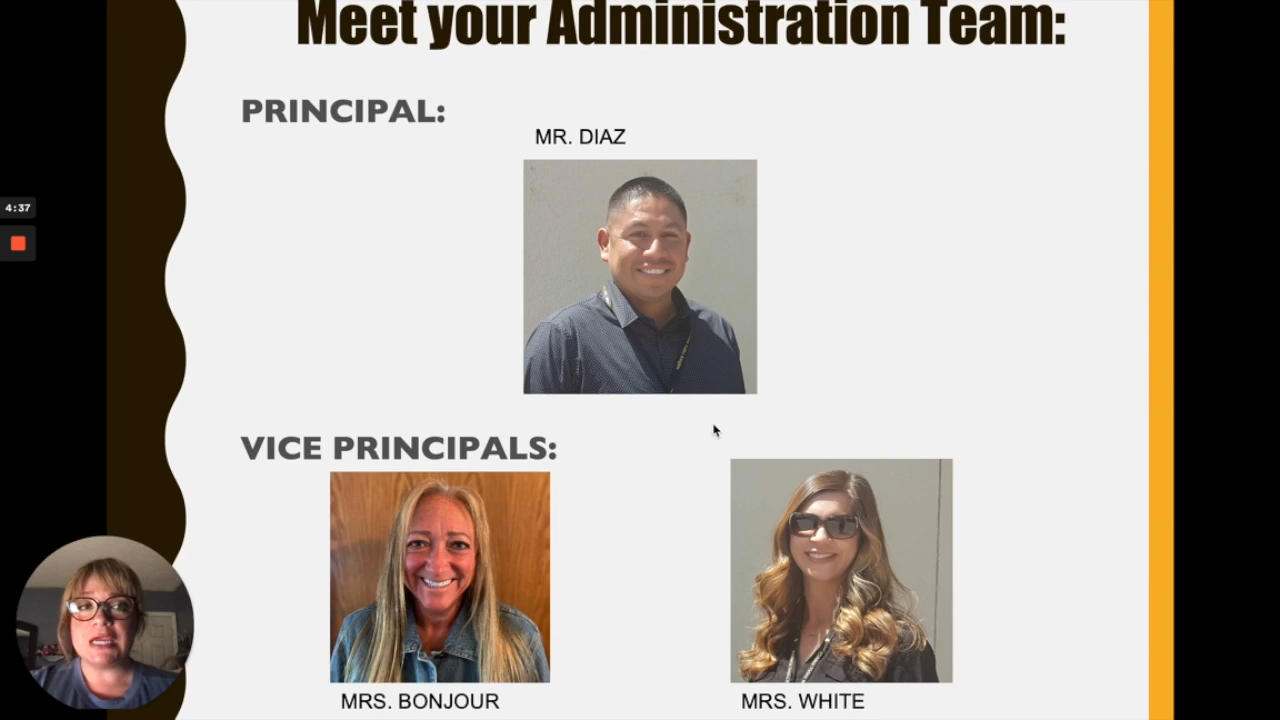 Meet your Administration Team:
PRINCIPAL:
MR. DIAZ
4:37
VICE PRINCIPALS:
MRS. BONJOUR
MRS. WHITE